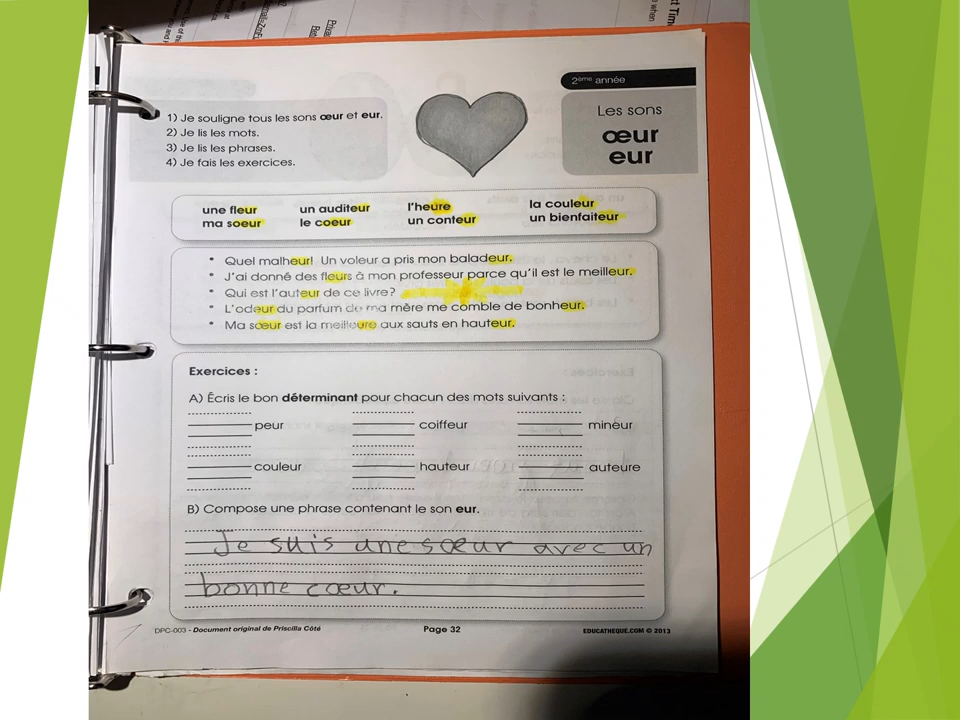 2ème année
Les sons
œur
eur
1) Je souligne tous les sons œur et eur.
2) Je lis les mots.
3) Je lis les phrases.
4) Je fais les exercices.
une fleur un auditeur l'heure la couleur
ma soeur le coeur un conteur un bienfaiteur
* Quel malheur! Un voleur a pris mon baladeur.
* J'ai donné des fleurs à mon professeur parce qu'il est le meilleur.
* Qui est l'auteur de ce livre?
* L'odeur du parfum de ma mère me comble de bonheur.
* Ma sœur est la meilleure aux sauts en hauteur.
Exercices :
A) Écris le bon déterminant pour chacun des mots suivants :
peur coiffeur mineur
couleur hauteur auteure
B) Compose une phrase contenant le son eur.
Je suis une sœur avec un
bonne cœur.
DPC-003 - Document original de Priscilla Côté Page 32 EDUCATHEQUE.COM © 2013